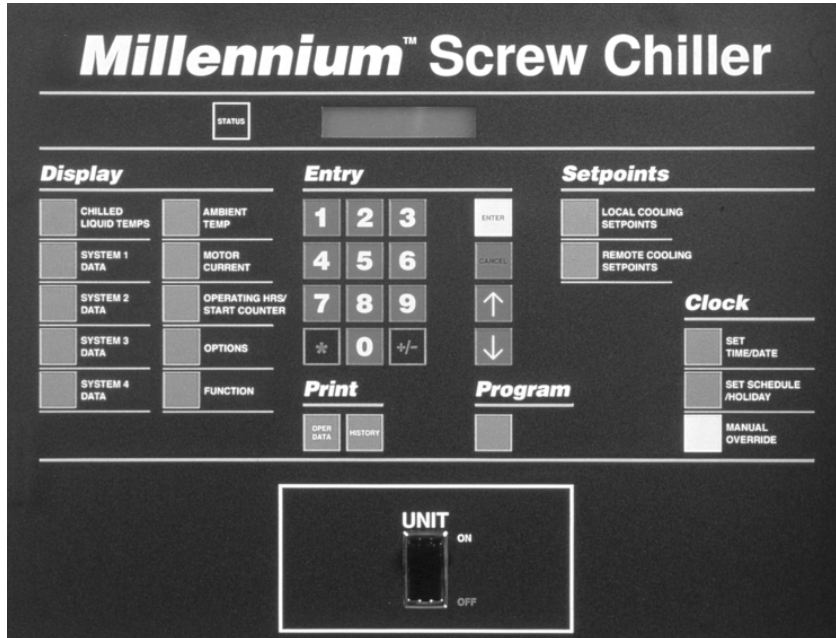 Millennium™ Screw Chiller
STATUS
Display
CHILLED
LIQUID TEMPS
SYSTEM 1
DATA
SYSTEM 2
DATA
SYSTEM 3
DATA
SYSTEM 4
DATA
AMBIENT
TEMP
MOTOR
CURRENT
OPERATING HRS/
START COUNTER
OPTIONS
FUNCTION
Entry
1 2 3
4 5 6
7 8 9
* 0 +/-
ENTER
CANCEL
↑
↓
Print
OPER
DATA
HISTORY
Program
Setpoints
LOCAL COOLING
SETPOINTS
REMOTE COOLING
SETPOINTS
Clock
SET
TIME/DATE
SET SCHEDULE
/HOLIDAY
MANUAL
OVERRIDE
UNIT
ON
OFF